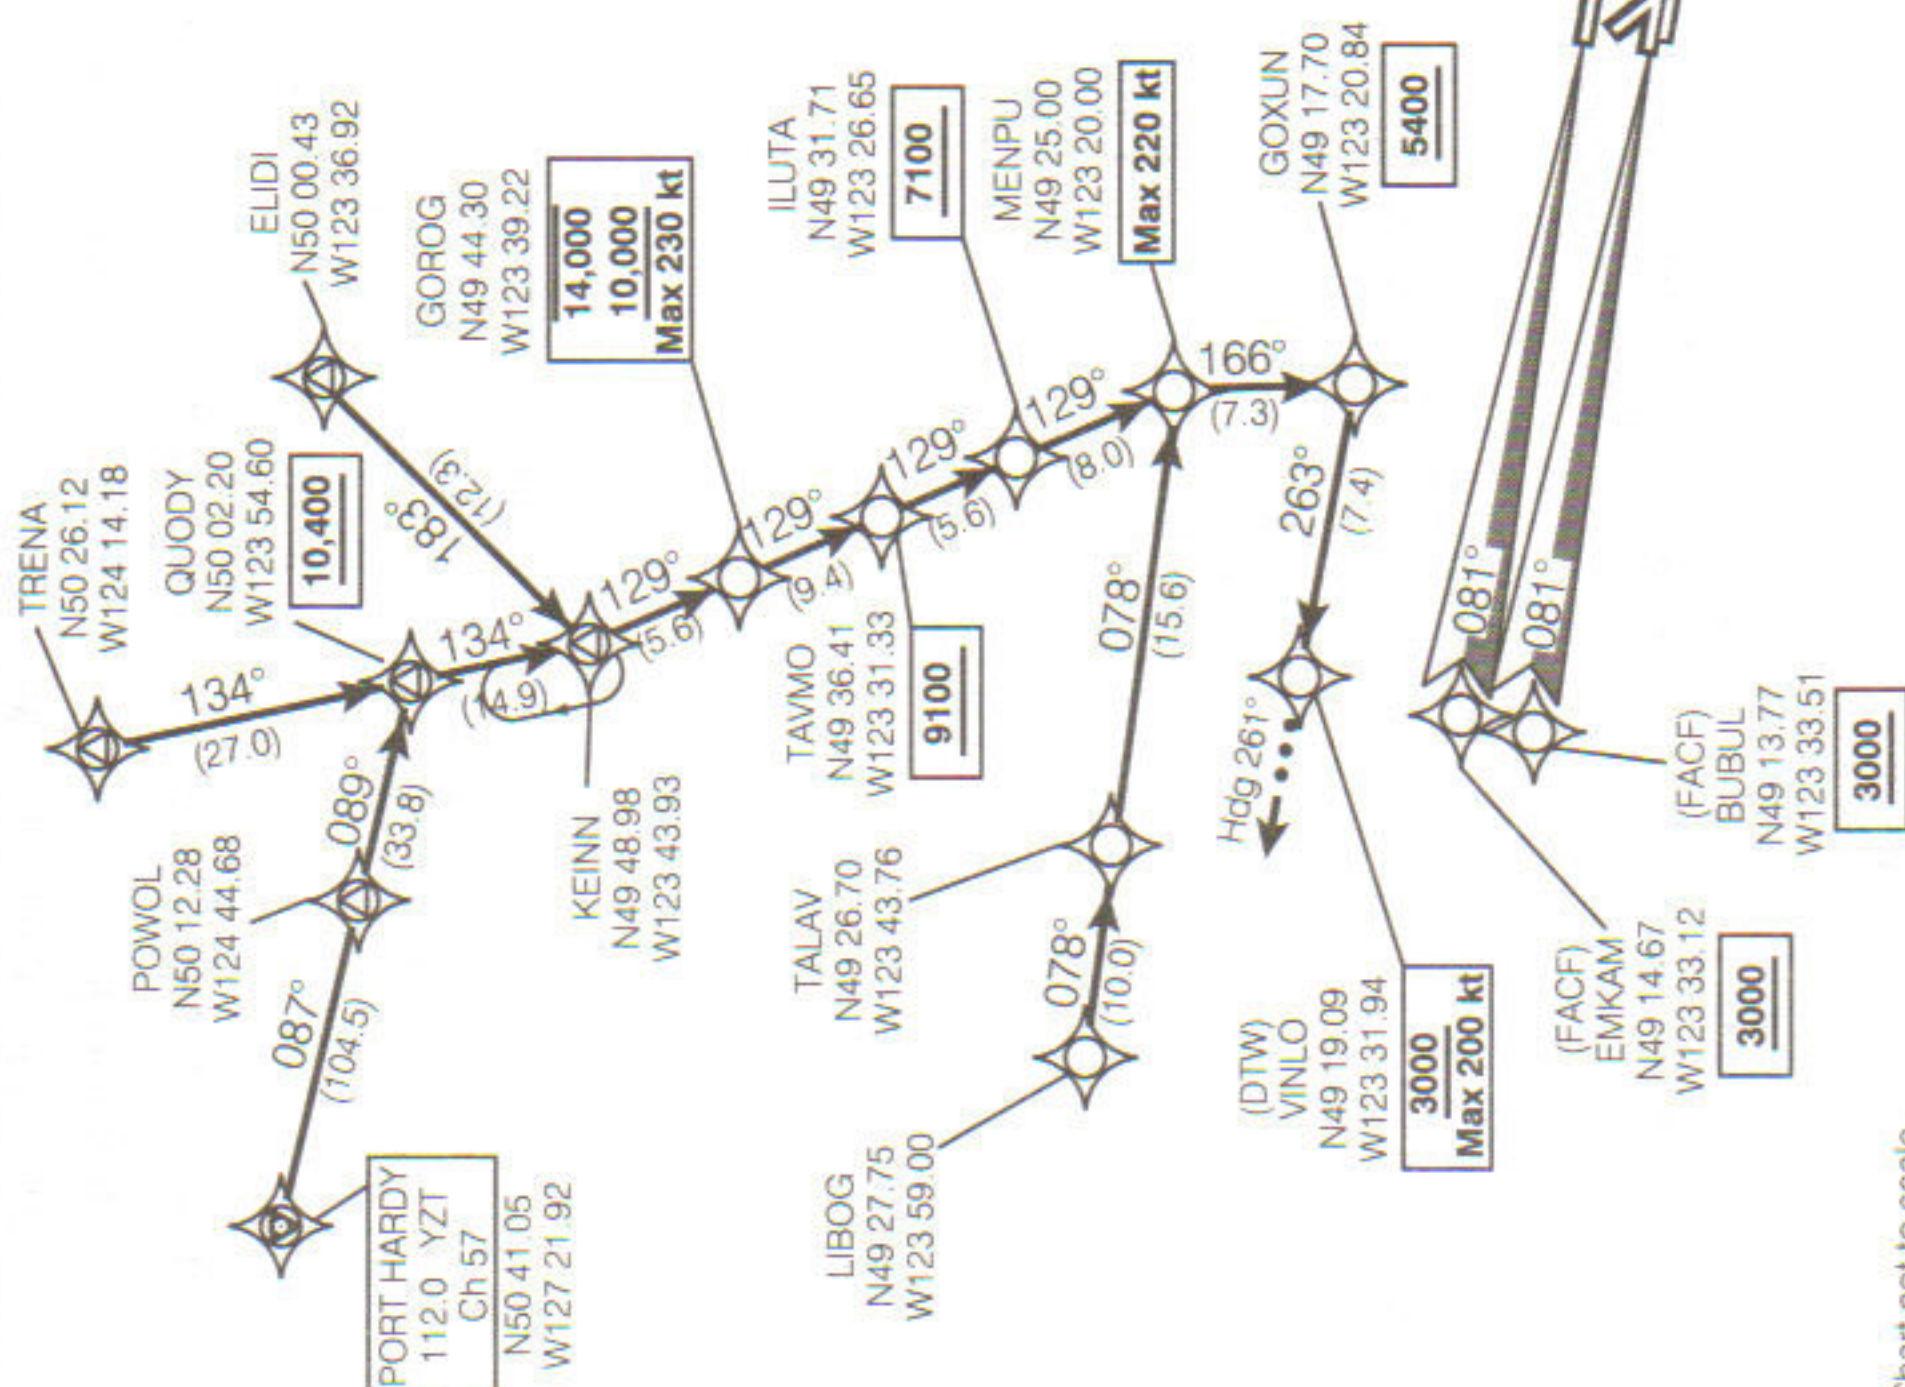 TRENA
N50 26.12
W124 14.18
134°
(27.0)
QUODY
N50 02.20
W123 54.60
10,400
ELIDI
N50 00.43
W123 36.92
183°
(12.3)
POWOL
N50 12.28
W124 44.68
089°
(33.8)
087°
(104.5)
PORT HARDY
112.0 YZT
Ch 57
N50 41.05
W127 21.92
134°
(14.9)
KEINN
N49 48.98
W123 43.93
129°
(5.6)
GOROG
N49 44.30
W123 39.22
14,000
10,000
Max 230 kt
129°
(9.4)
TAVMO
N49 36.41
W123 31.33
9100
129°
(5.6)
ILUTA
N49 31.71
W123 26.65
7100
129°
(8.0)
MENPU
N49 25.00
W123 20.00
Max 220 kt
LIBOG
N49 27.75
W123 59.00
078°
(10.0)
TALAV
N49 26.70
W123 43.76
078°
(15.6)
166°
(7.3)
GOXUN
N49 17.70
W123 20.84
5400
263°
(7.4)
Hdg 261°
(DTW)
VINLO
N49 19.09
W123 31.94
3000
Max 200 kt
081°
081°
(FACF)
EMKAM
N49 14.67
W123 33.12
3000
(FACF)
BUBUL
N49 13.77
W123 33.51
3000